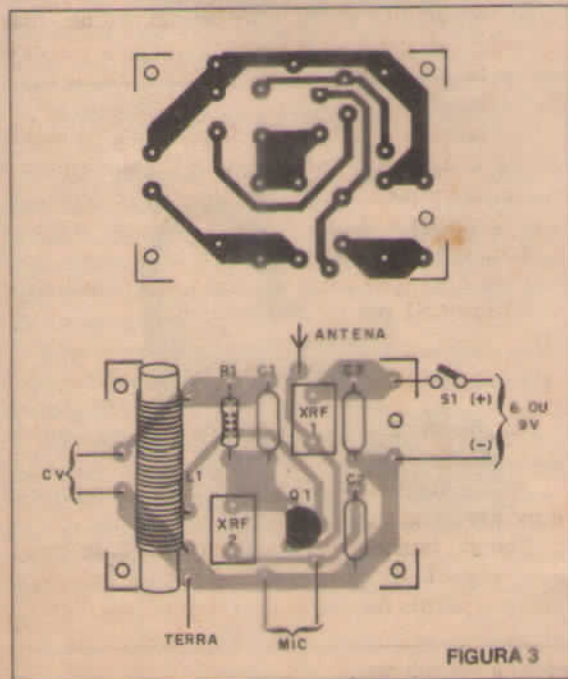 ANTENA
R1
C1
C3
XRF
1
S1
(+)
6 OU
9V
(-)
CV
L1
Q1
C2
XRF
2
TERRA
MIC
FIGURA 3